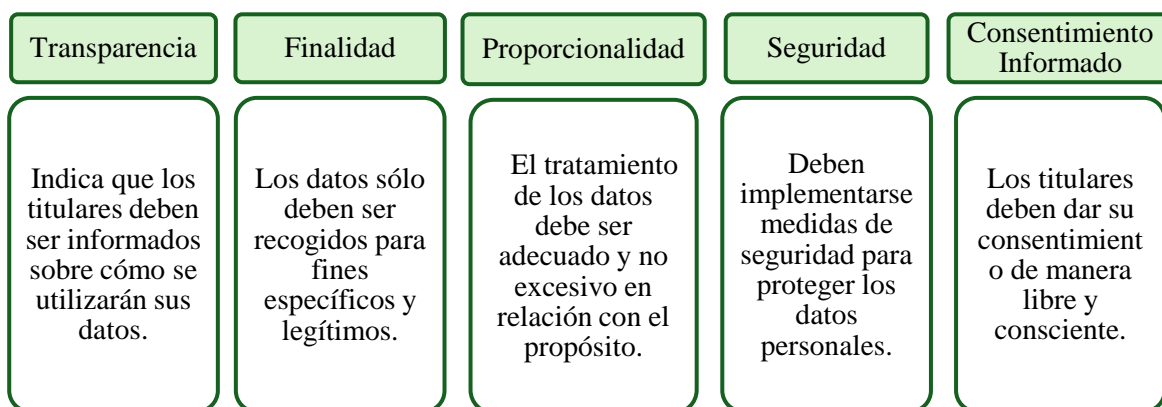 Transparencia
Indica que los
titulares deben
ser informados
sobre cómo se
utilizarán sus
datos.
Finalidad
Los datos sólo
deben ser
recogidos para
fines
específicos y
legítimos.
Proporcionalidad
El tratamiento
de los datos
debe ser
adecuado y no
excesivo en
relación con el
propósito.
Seguridad
Deben
implementarse
medidas de
seguridad para
proteger los
datos
personales.
Consentimiento
Informado
Los titulares
deben dar su
consentimient
o de manera
libre y
consciente.